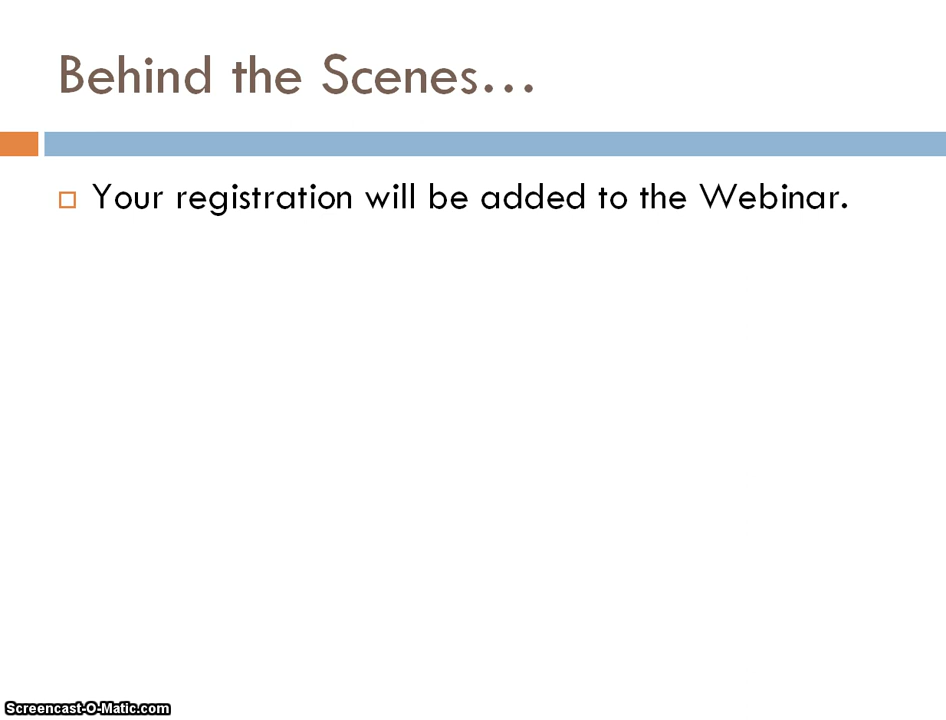 Behind the Scenes...
Your registration will be added to the Webinar.
Screencast-O-Matic.com